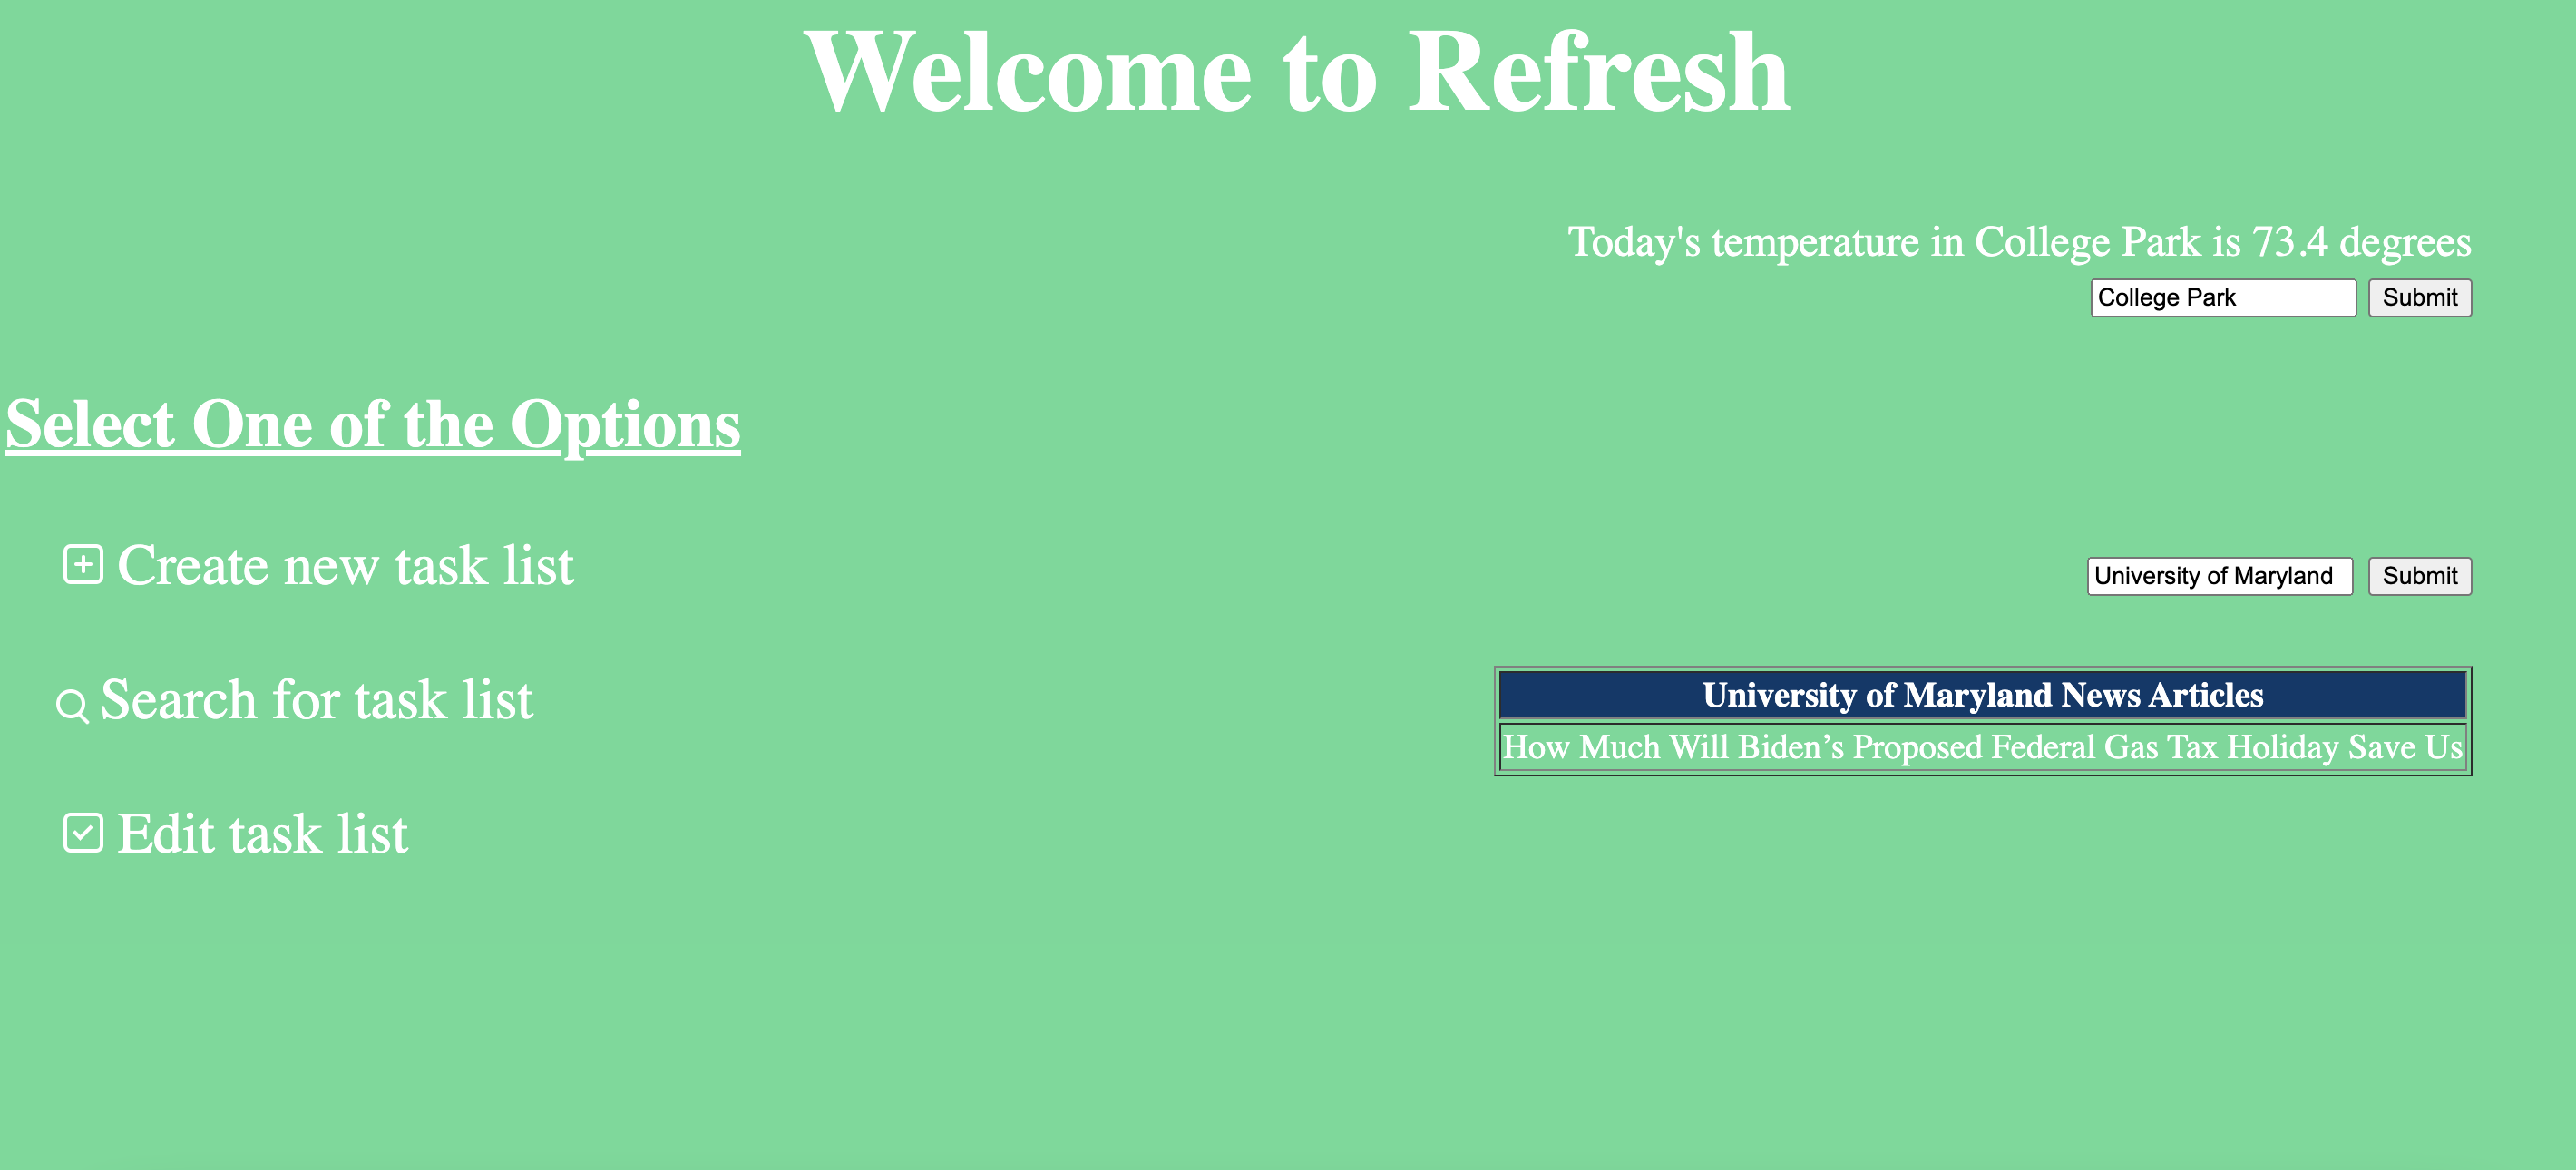 Welcome to Refresh
Today's temperature in College Park is 73.4 degrees
College Park Submit
Select One of the Options
Create new task list
University of Maryland Submit
Search for task list
University of Maryland News Articles
How Much Will Biden’s Proposed Federal Gas Tax Holiday Save Us
Edit task list